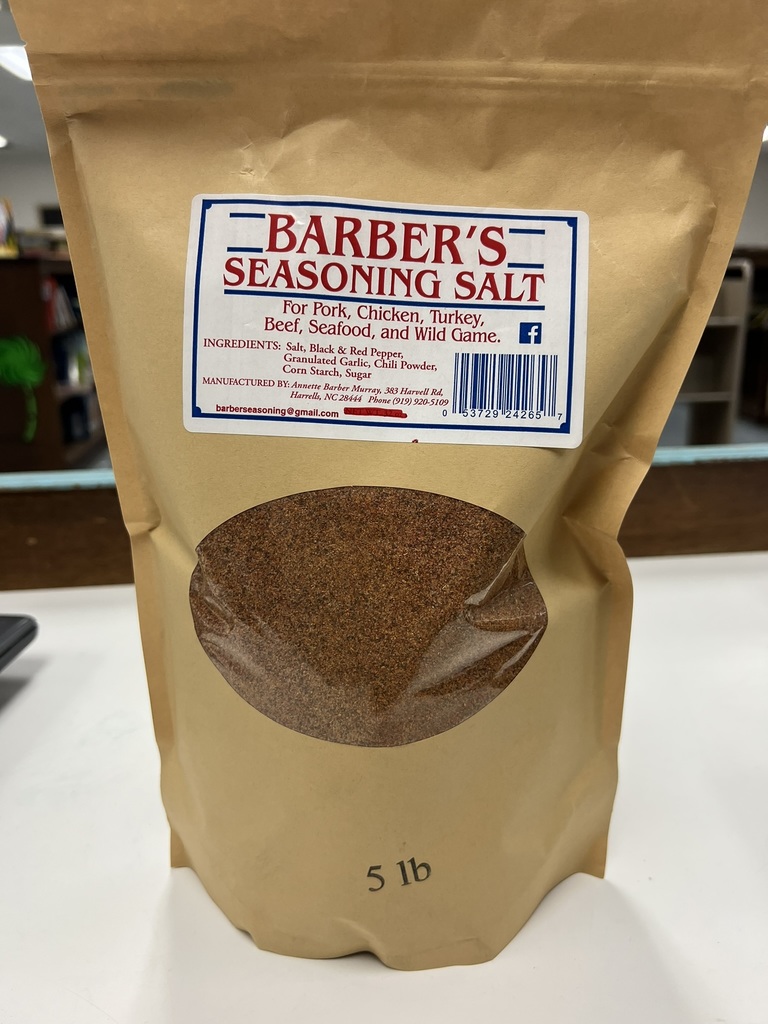 BARBER'S
SEASONING SALT
For Pork, Chicken, Turkey,
Beef, Seafood, and Wild Game.
f
INGREDIENTS: Salt, Black & Red Pepper,
Granulated Garlic, Chili Powder,
Corn Starch, Sugar
MANUFACTURED BY: Annette Barber Murray, 383 Harvell Rd,
Harrells, NC 28444 Phone (919) 920-5109
barberseasoning@gmail.com
0 53729 24265 7
5 lb